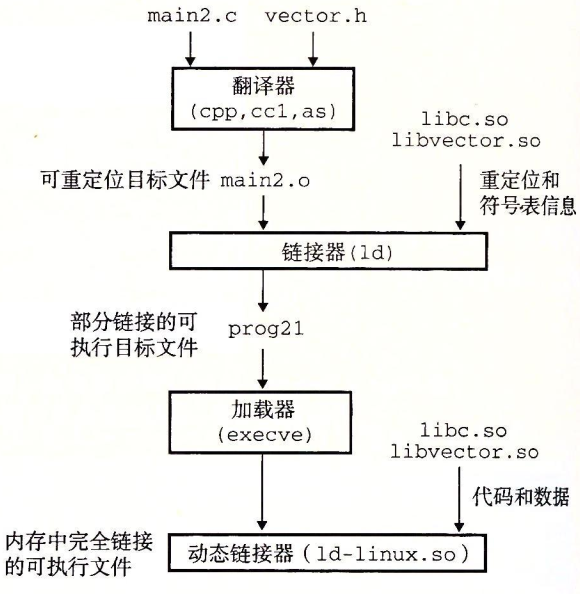 main2.c vector.h
翻译器
(cpp,cc1,as)
libc.so
libvector.so
可重定位目标文件 main2.o
重定位和
符号表信息
链接器(ld)
部分链接的可
执行目标文件
prog21
加载器
(execve)
libc.so
libvector.so
代码和数据
内存中完全链接
的可执行文件
动态链接器(ld-linux.so)